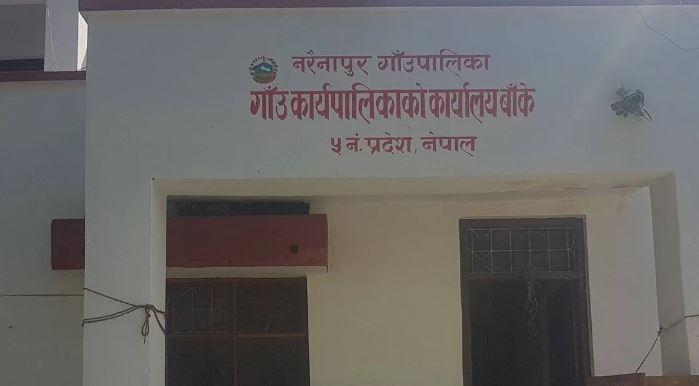 नरैनापुर गाँउपालिका
गाँउ कार्यपालिकाको कार्यालय बाँके
५ नं. प्रदेश, नेपाल